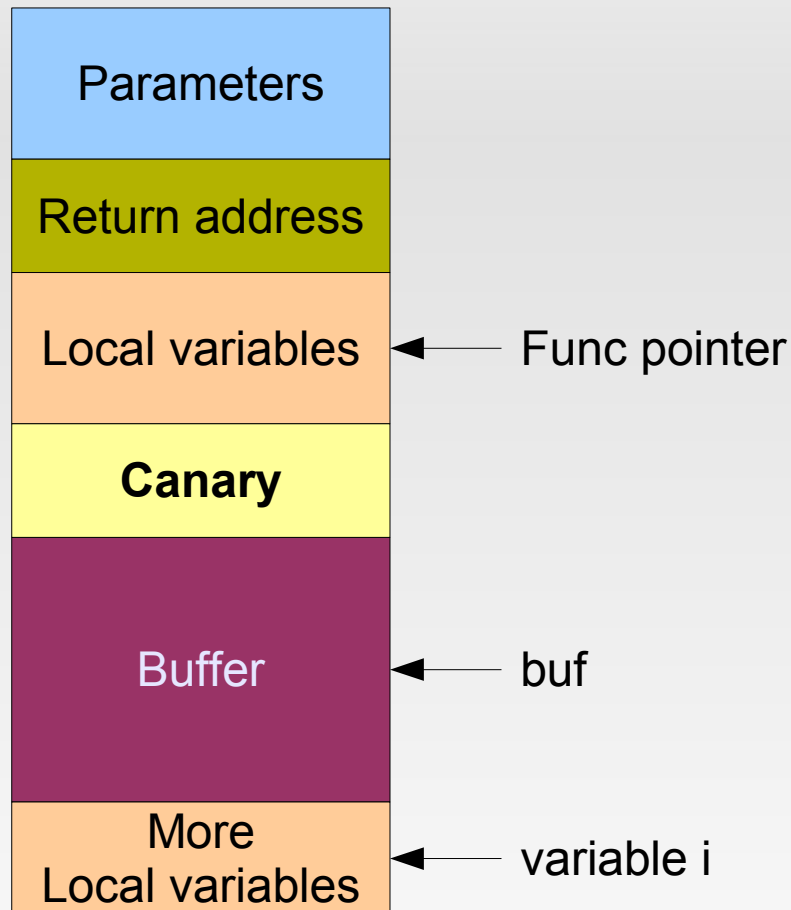 Parameters
Return address
Local variables
Func pointer
Canary
Buffer
buf
More
Local variables
variable i